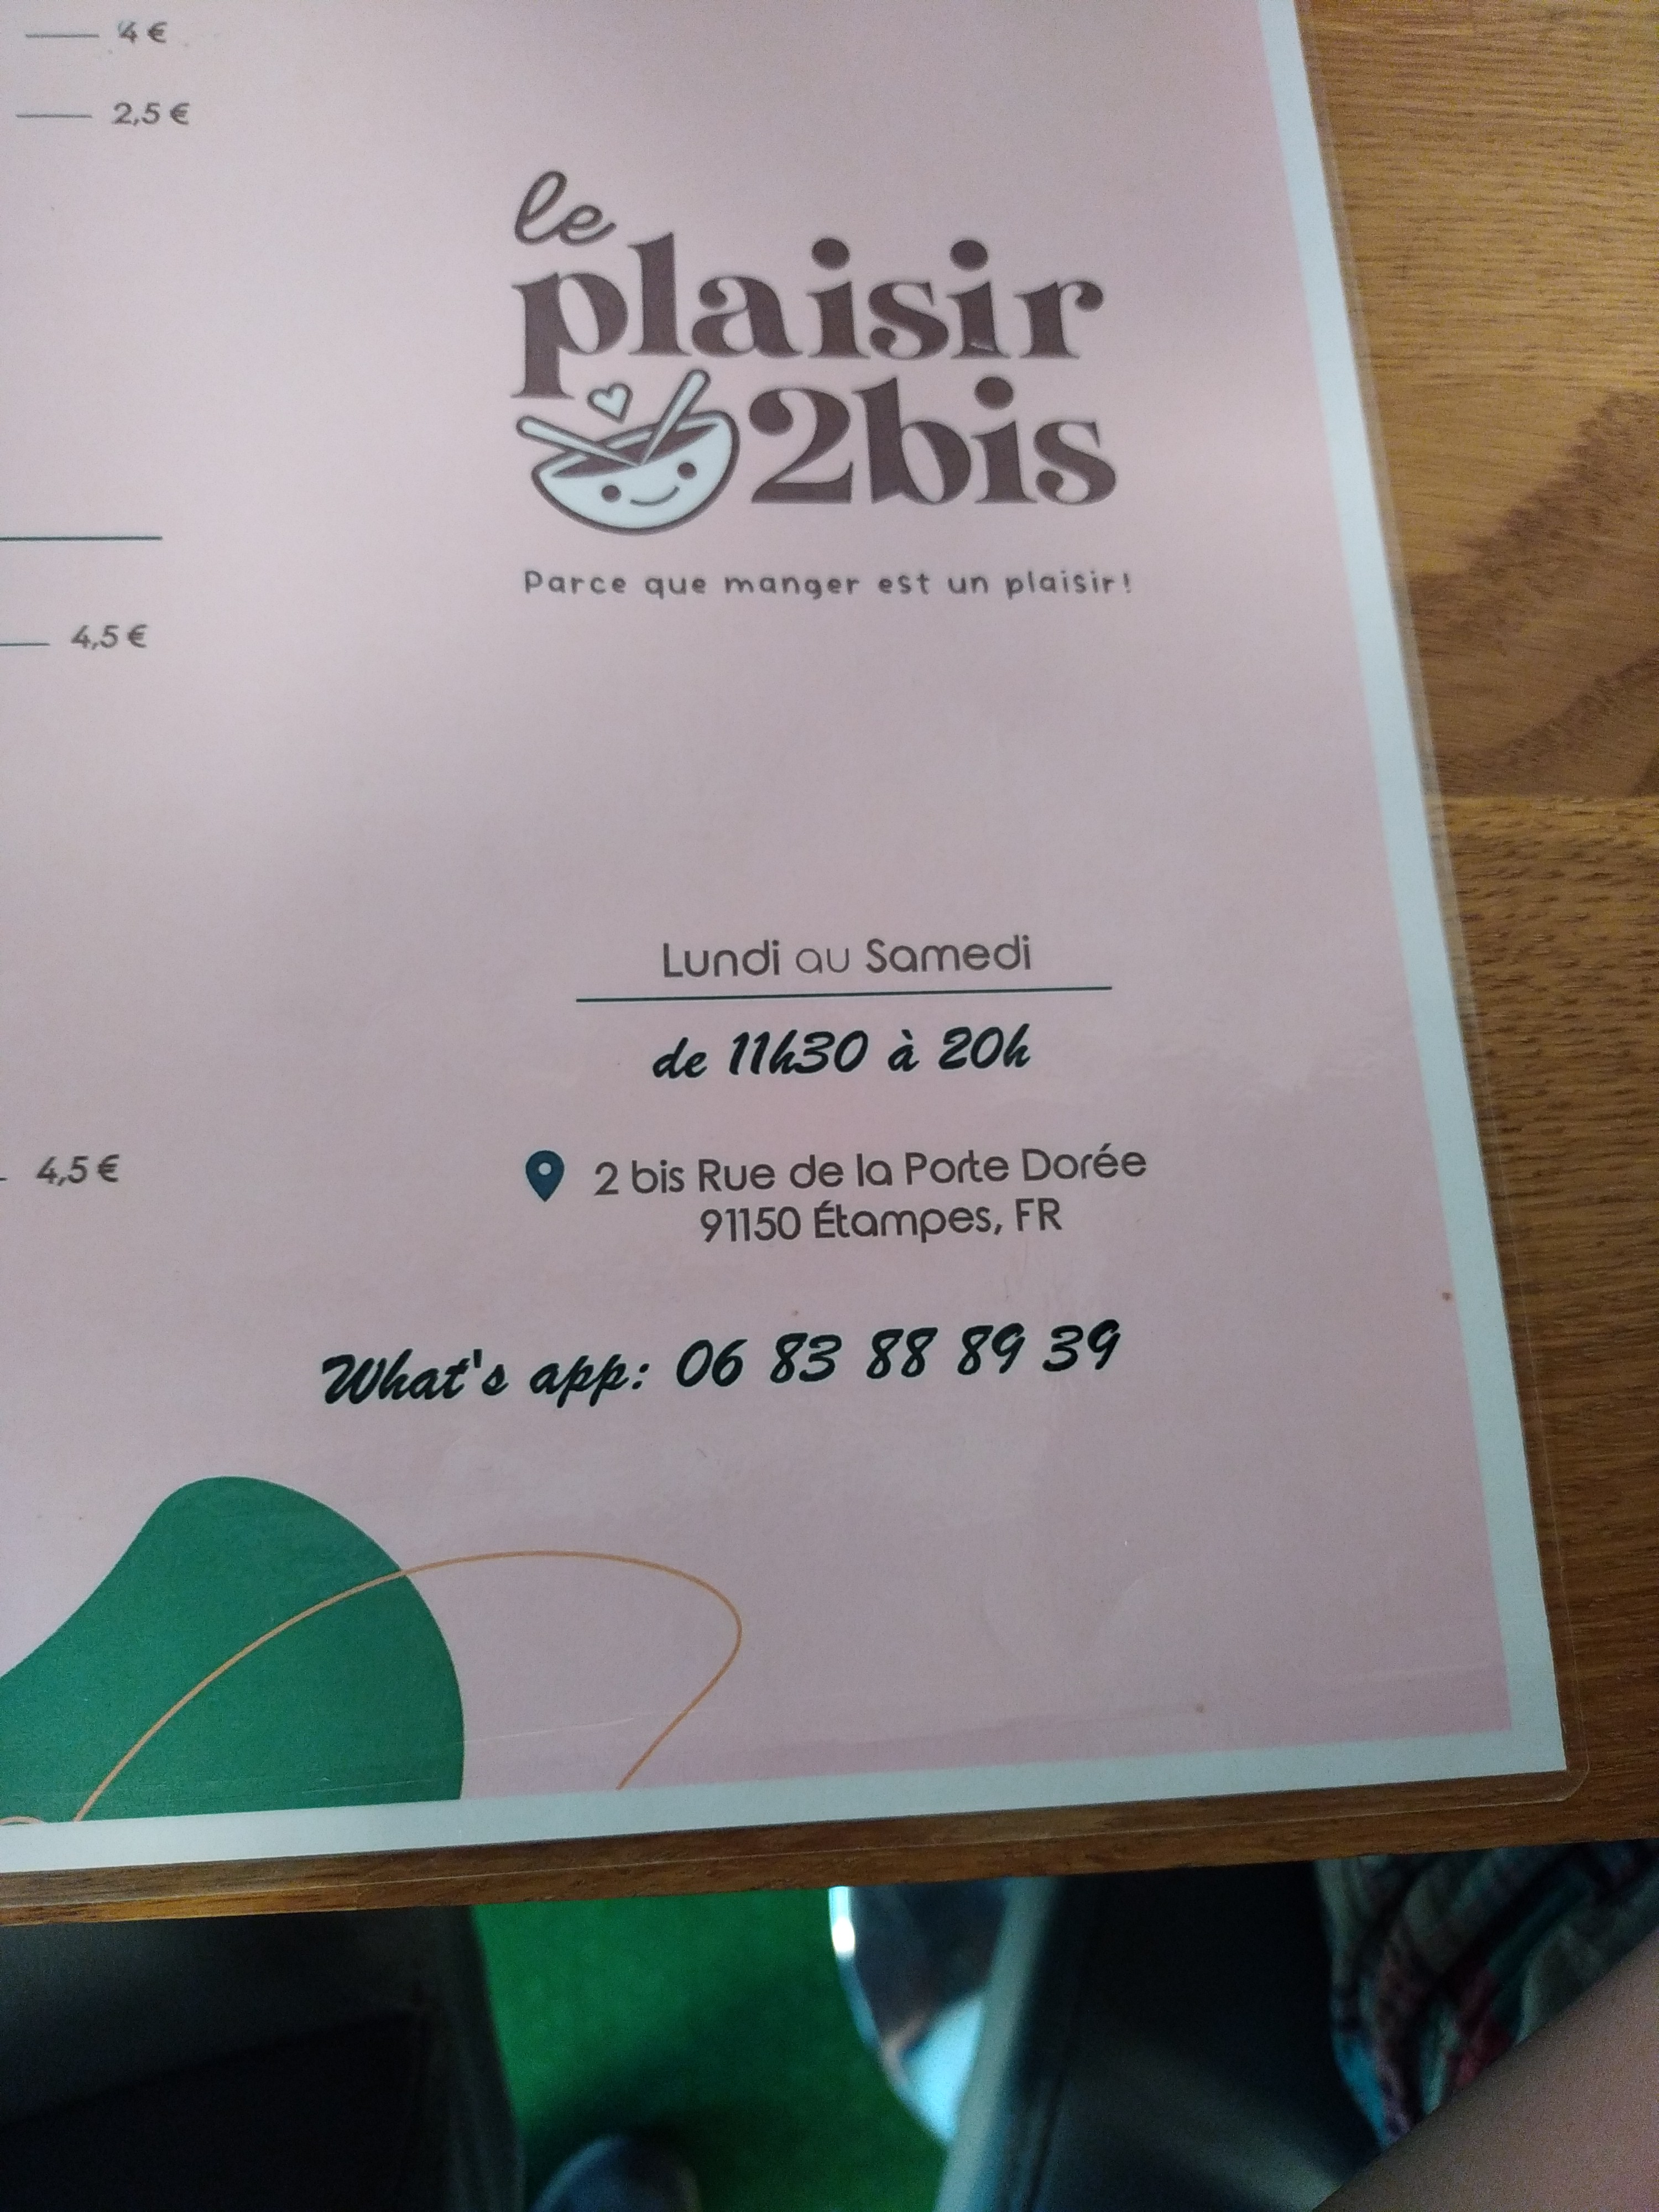 4 €
2,5 €
le
plaisir
2bis
Parce que manger est un plaisir!
4,5 €
Lundi au Samedi
de 11h30 à 20h
4,5 €
2 bis Rue de la Porte Dorée
91150 Étampes, FR
What's app: 06 83 88 89 39